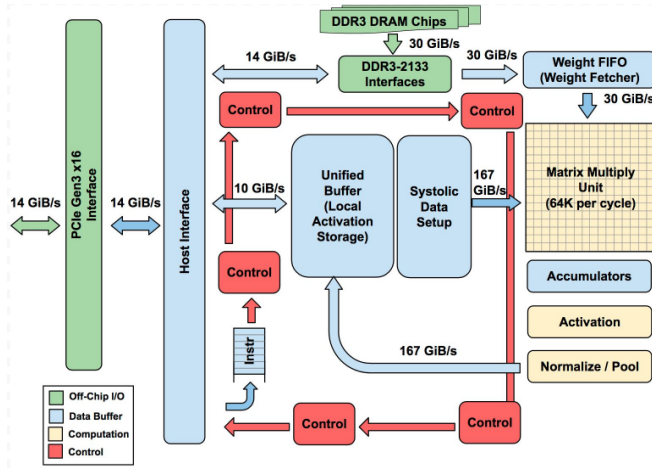 DDR3 DRAM Chips
30 GiB/s
14 GiB/s
DDR3-2133
Interfaces
30 GiB/s
Weight FIFO
(Weight Fetcher)
30 GiB/s
Control
Control
PCIe Gen3 x16
Interface
14 GiB/s
14 GiB/s
Host Interface
10 GiB/s
Unified
Buffer
(Local
Activation
Storage)
Systolic
Data
Setup
167
GiB/s
Matrix Multiply
Unit
(64K per cycle)
Control
Accumulators
Activation
Normalize / Pool
Instr
167 GiB/s
Control
Control
Off-Chip I/O
Data Buffer
Computation
Control